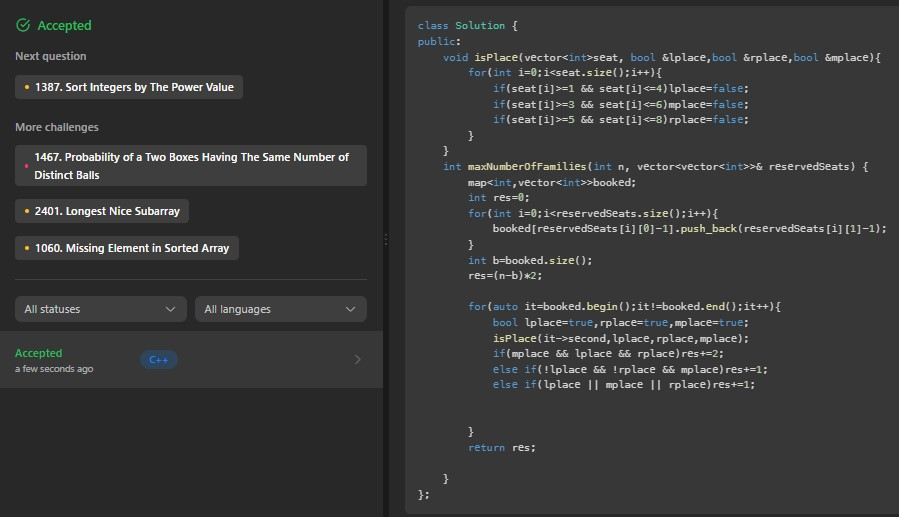 Accepted
Next question
1387. Sort Integers by The Power Value
More challenges
1467. Probability of a Two Boxes Having The Same Number of
Distinct Balls
2401. Longest Nice Subarray
1060. Missing Element in Sorted Array
All statuses
All languages
Accepted
C++
a few seconds ago
class Solution {
public:
    void isPlace(vector<int>seat, bool &lplace,bool &rplace,bool &mplace){
        for(int i=0;i<seat.size();i++){
            if(seat[i]>=1 && seat[i]<=4)lplace=false;
            if(seat[i]>=3 && seat[i]<=6)mplace=false;
            if(seat[i]>=5 && seat[i]<=8)rplace=false;
        }
    }
    int maxNumberOfFamilies(int n, vector<vector<int>>& reservedSeats) {
        map<int,vector<int>>booked;
        int res=0;
        for(int i=0;i<reservedSeats.size();i++){
            booked[reservedSeats[i][0]-1].push_back(reservedSeats[i][1]-1);
        }
        int b=booked.size();
        res=(n-b)*2;
        for(auto it=booked.begin();it!=booked.end();it++){
            bool lplace=true,rplace=true,mplace=true;
            isPlace(it->second,lplace,rplace,mplace);
            if(mplace && lplace && rplace)res+=2;
            else if(!lplace && !rplace && mplace)res+=1;
            else if(lplace || mplace || rplace)res+=1;
        }
        return res;
    }
};